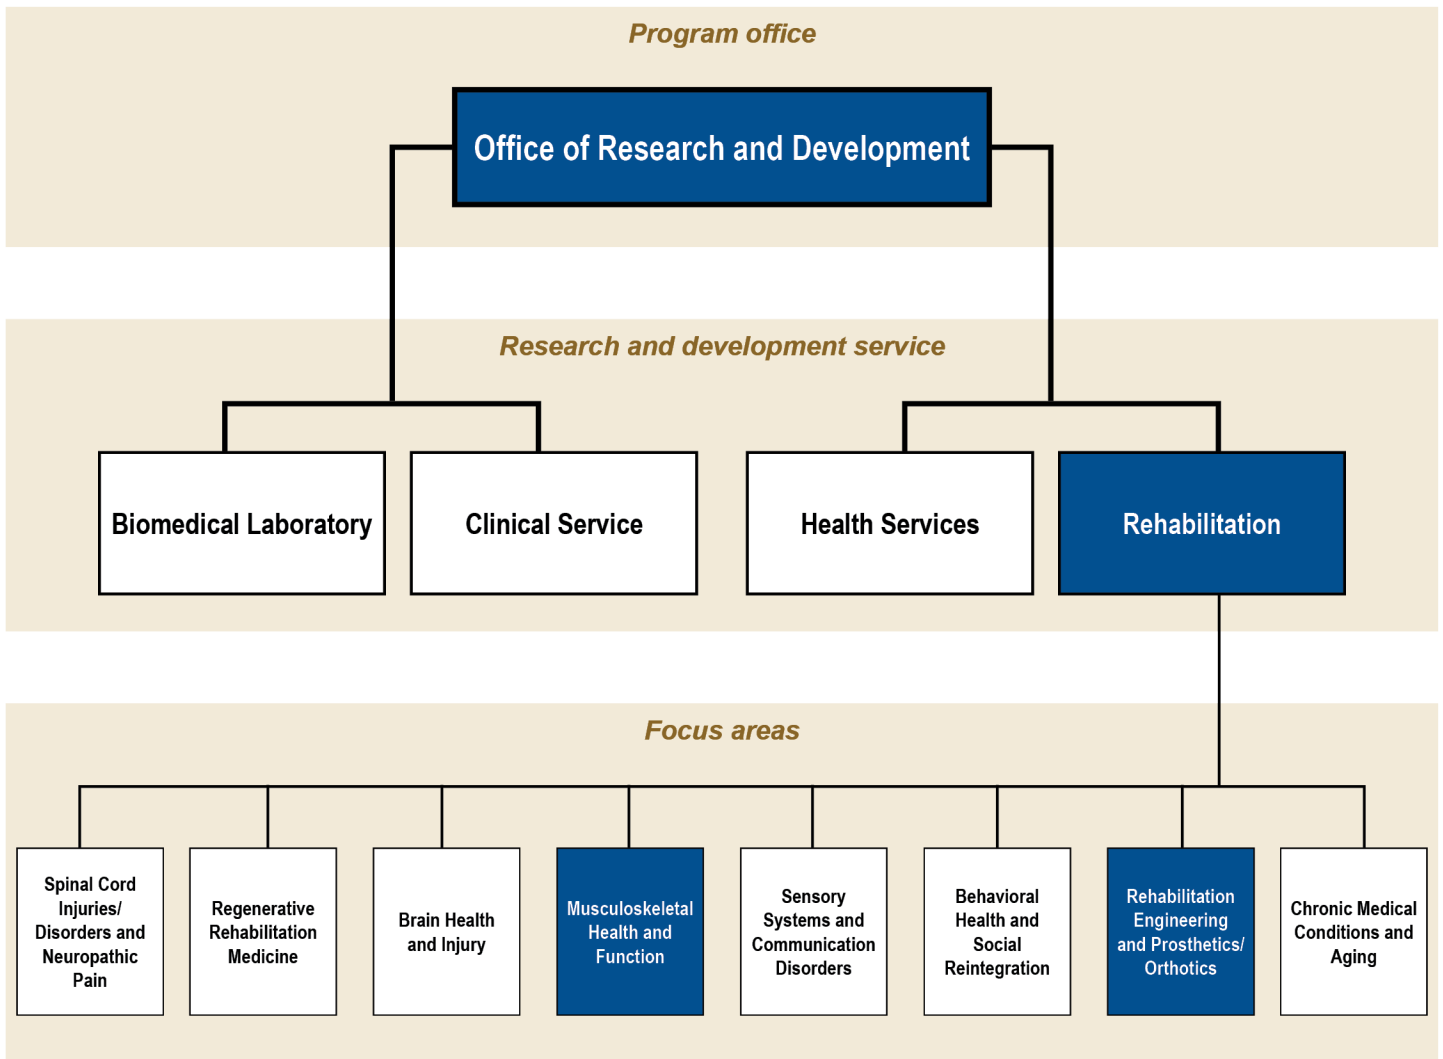 Program office
Office of Research and Development
Research and development service
Biomedical Laboratory
Clinical Service
Health Services
Rehabilitation
Focus areas
Spinal Cord
Injuries/
Disorders and
Neuropathic
Pain
Regenerative
Rehabilitation
Medicine
Brain Health
and Injury
Musculoskeletal
Health and
Function
Sensory
Systems and
Communication
Disorders
Behavioral
Health and
Social
Reintegration
Rehabilitation
Engineering
and Prosthetics/
Orthotics
Chronic Medical
Conditions and
Aging